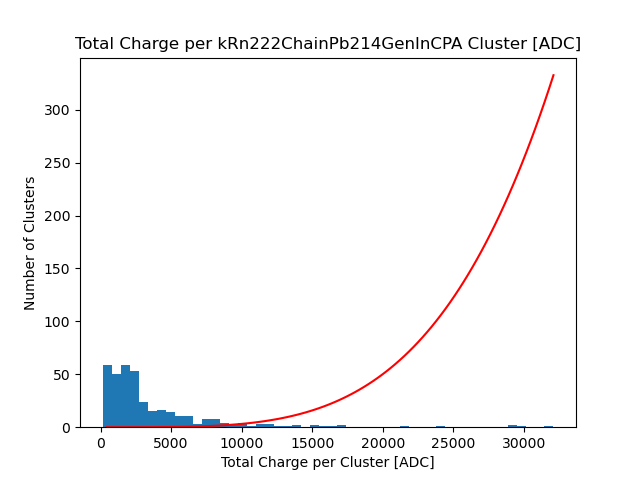 Total Charge per kRn222ChainPb214GenInCPA Cluster [ADC]
Number of Clusters
300
250
200
150
100
50
0
0 5000 10000 15000 20000 25000 30000
Total Charge per Cluster [ADC]